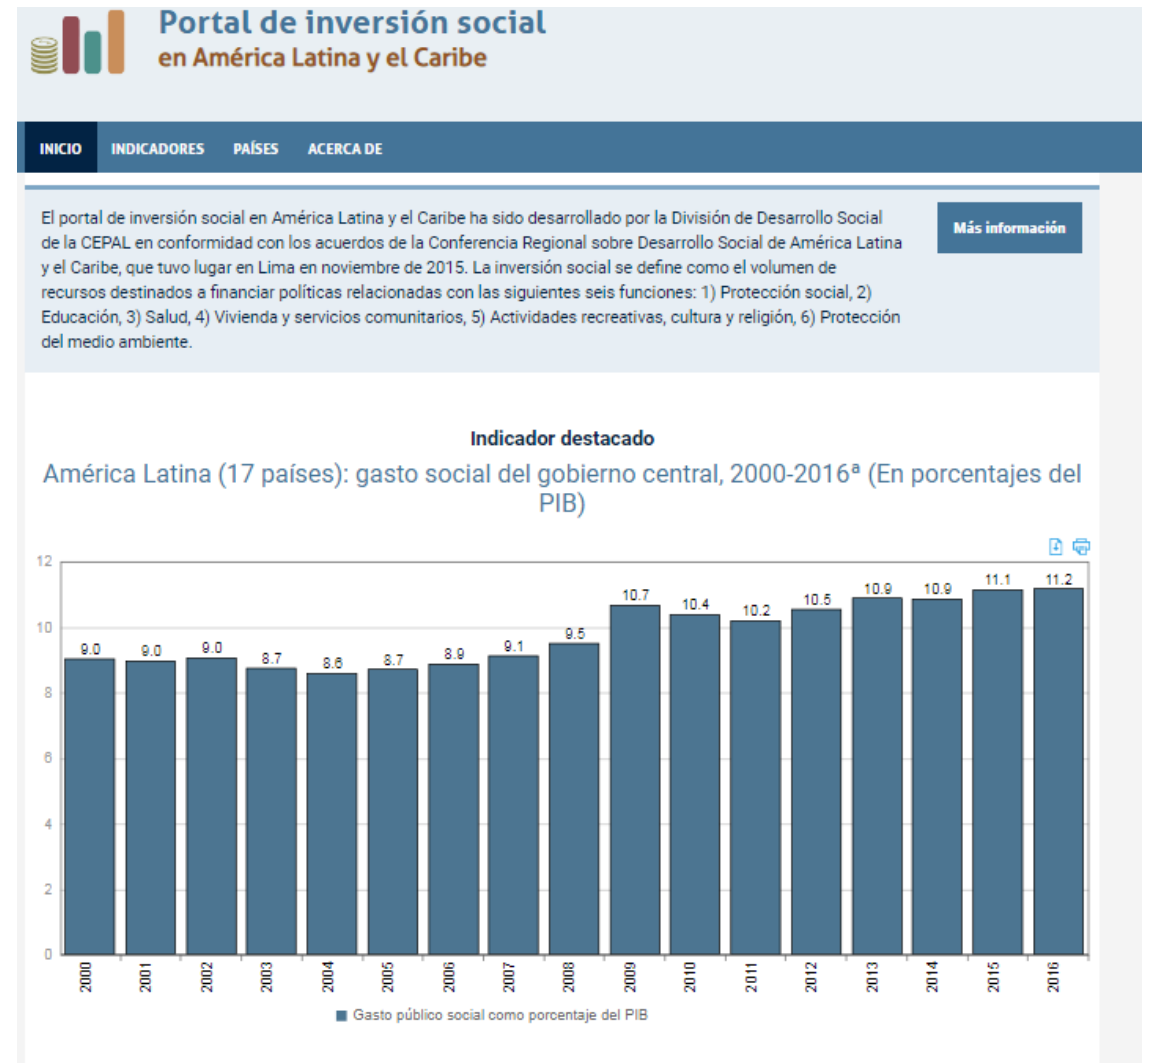 Portal de inversión social
en América Latina y el Caribe
INICIO INDICADORES PAÍSES ACERCA DE
El portal de inversión social en América Latina y el Caribe ha sido desarrollado por la División de Desarrollo Social
de la CEPAL en conformidad con los acuerdos de la Conferencia Regional sobre Desarrollo Social de América Latina
y el Caribe, que tuvo lugar en Lima en noviembre de 2015. La inversión social se define como el volumen de
recursos destinados a financiar políticas relacionadas con las siguientes seis funciones: 1) Protección social, 2)
Educación, 3) Salud, 4) Vivienda y servicios comunitarios, 5) Actividades recreativas, cultura y religión, 6) Protección
del medio ambiente.
Más información
Indicador destacado
América Latina (17 países): gasto social del gobierno central, 2000-2016ª (En porcentajes del
PIB)
12
10
8
6
4
2
0
9.0 9.0 9.0 8.7 8.6 8.7 8.9 9.1 9.5 10.7 10.4 10.2 10.5 10.9 10.9 11.1 11.2
2000 2001 2002 2003 2004 2005 2006 2007 2008 2009 2010 2011 2012 2013 2014 2015 2016
Gasto público social como porcentaje del PIB